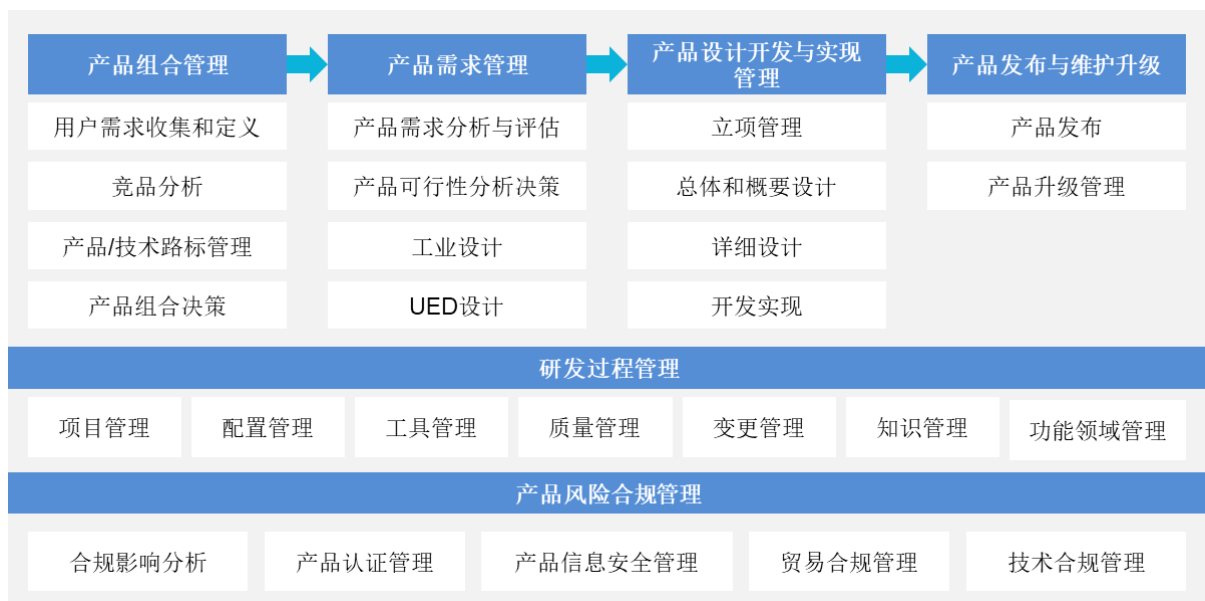 产品组合管理
产品需求管理
产品设计开发与实现
管理
产品发布与维护升级
用户需求收集和定义
产品需求分析与评估
立项管理
产品发布
竞品分析
产品可行性分析决策
总体和概要设计
产品升级管理
产品/技术路标管理
工业设计
详细设计
产品组合决策
UED设计
开发实现
研发过程管理
项目管理
配置管理
工具管理
质量管理
变更管理
知识管理
功能领域管理
产品风险合规管理
合规影响分析
产品认证管理
产品信息安全管理
贸易合规管理
技术合规管理